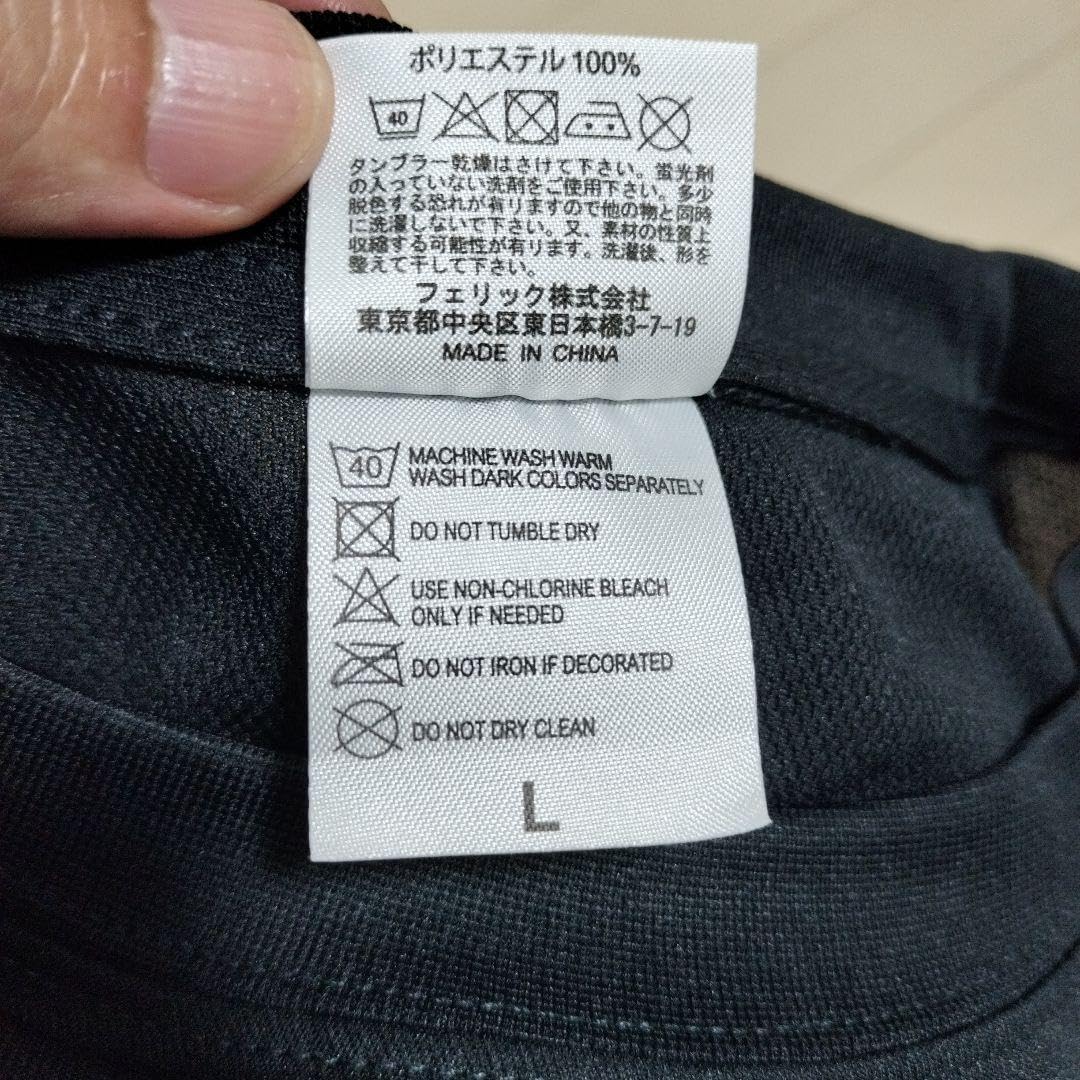 ポリエステル100%
40
タンブラー乾燥はさけて下さい。蛍光剤
の入っていない洗剤をご使用下さい。多少
脱色する恐れが有りますので他の物と同時
に洗濯しないで下さい。又、素材の性質上
収縮する可能性が有ります。洗濯後、形を
整えて干して下さい。
フェリック株式会社
東京都中央区東日本橋3-7-19
MADE IN CHINA
40 MACHINE WASH WARM
WASH DARK COLORS SEPARATELY
DO NOT TUMBLE DRY
USE NON-CHLORINE BLEACH
ONLY IF NEEDED
DO NOT IRON IF DECORATED
DO NOT DRY CLEAN
L